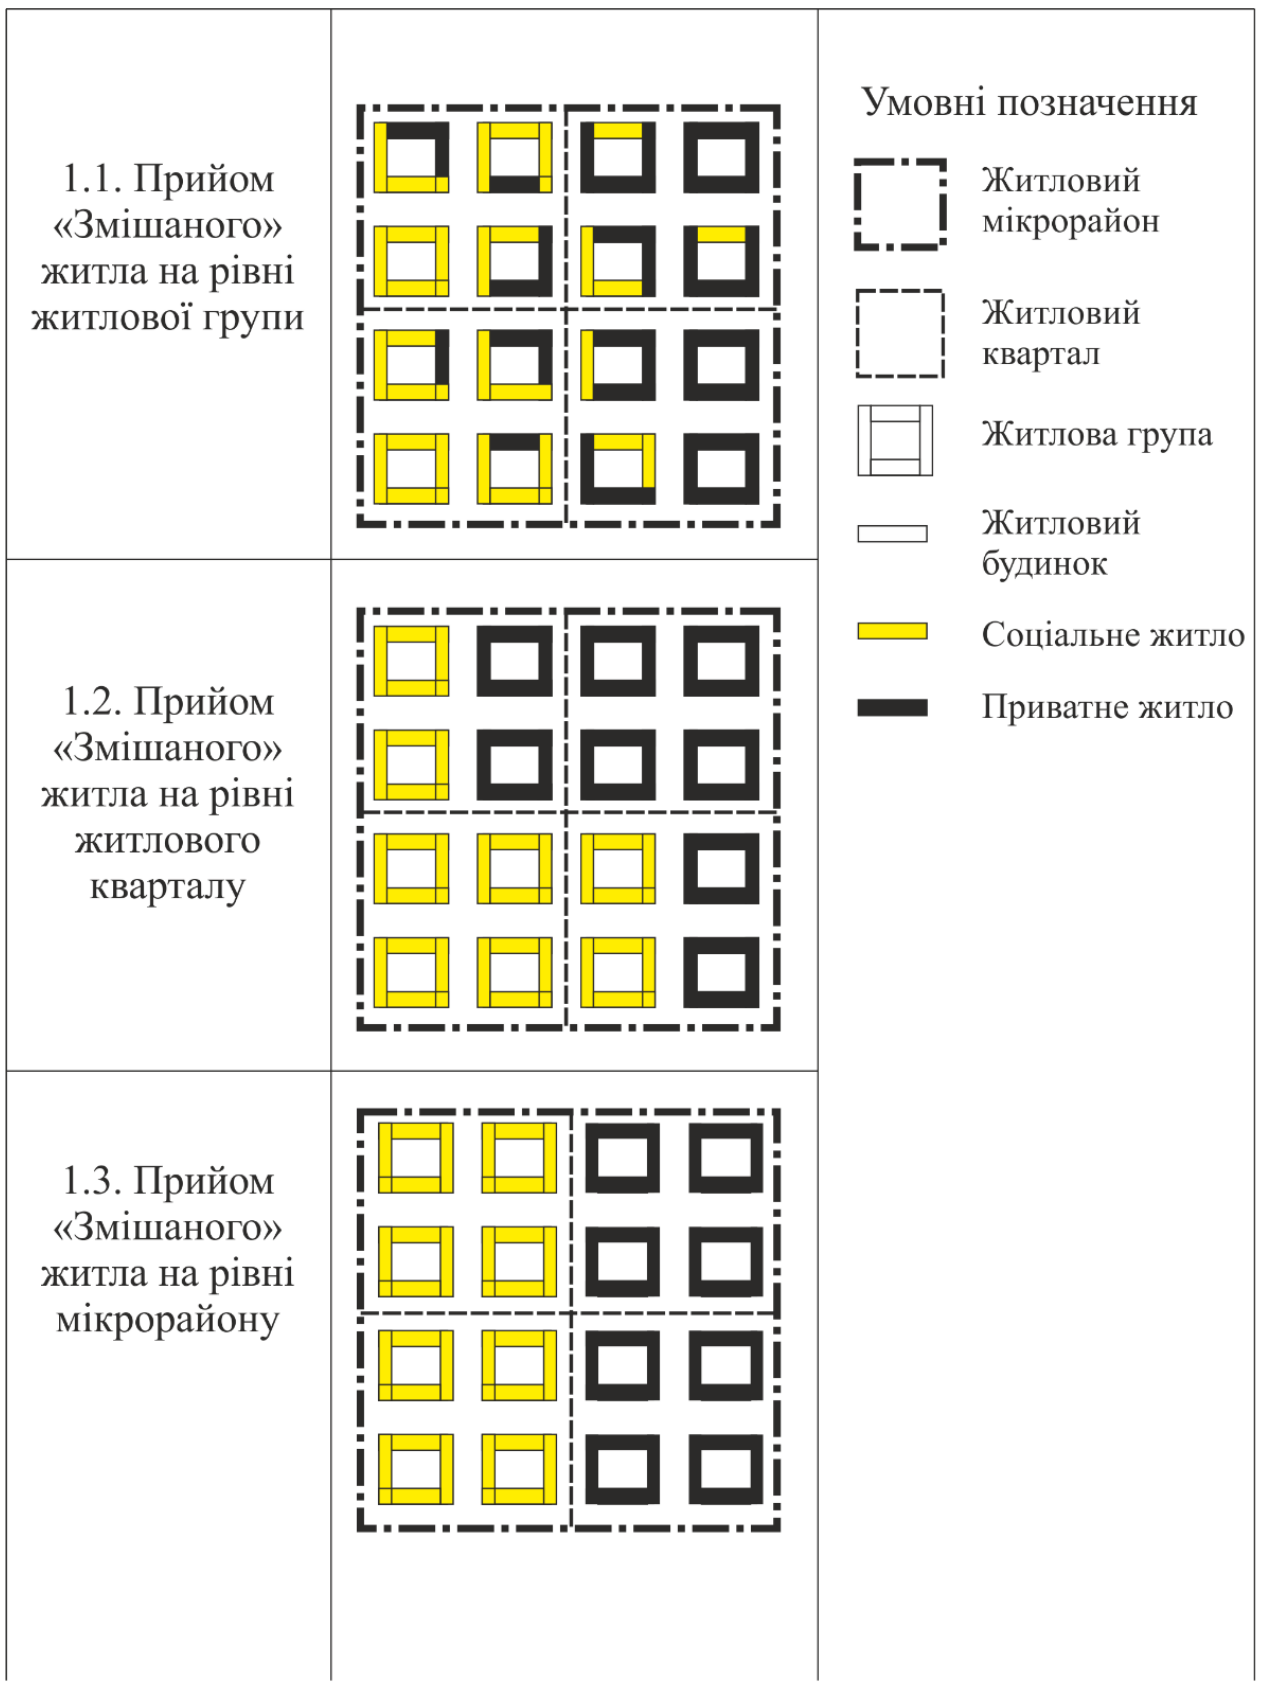 1.1. Прийом
«Змішаного»
житла на рівні
житлової групи
1.2. Прийом
«Змішаного»
житла на рівні
житлового
кварталу
1.3. Прийом
«Змішаного»
житла на рівні
мікрорайону
Умовні позначення
Житловий
мікрорайон
Житловий
квартал
Житлова група
Житловий
будинок
Соціальне житло
Приватне житло